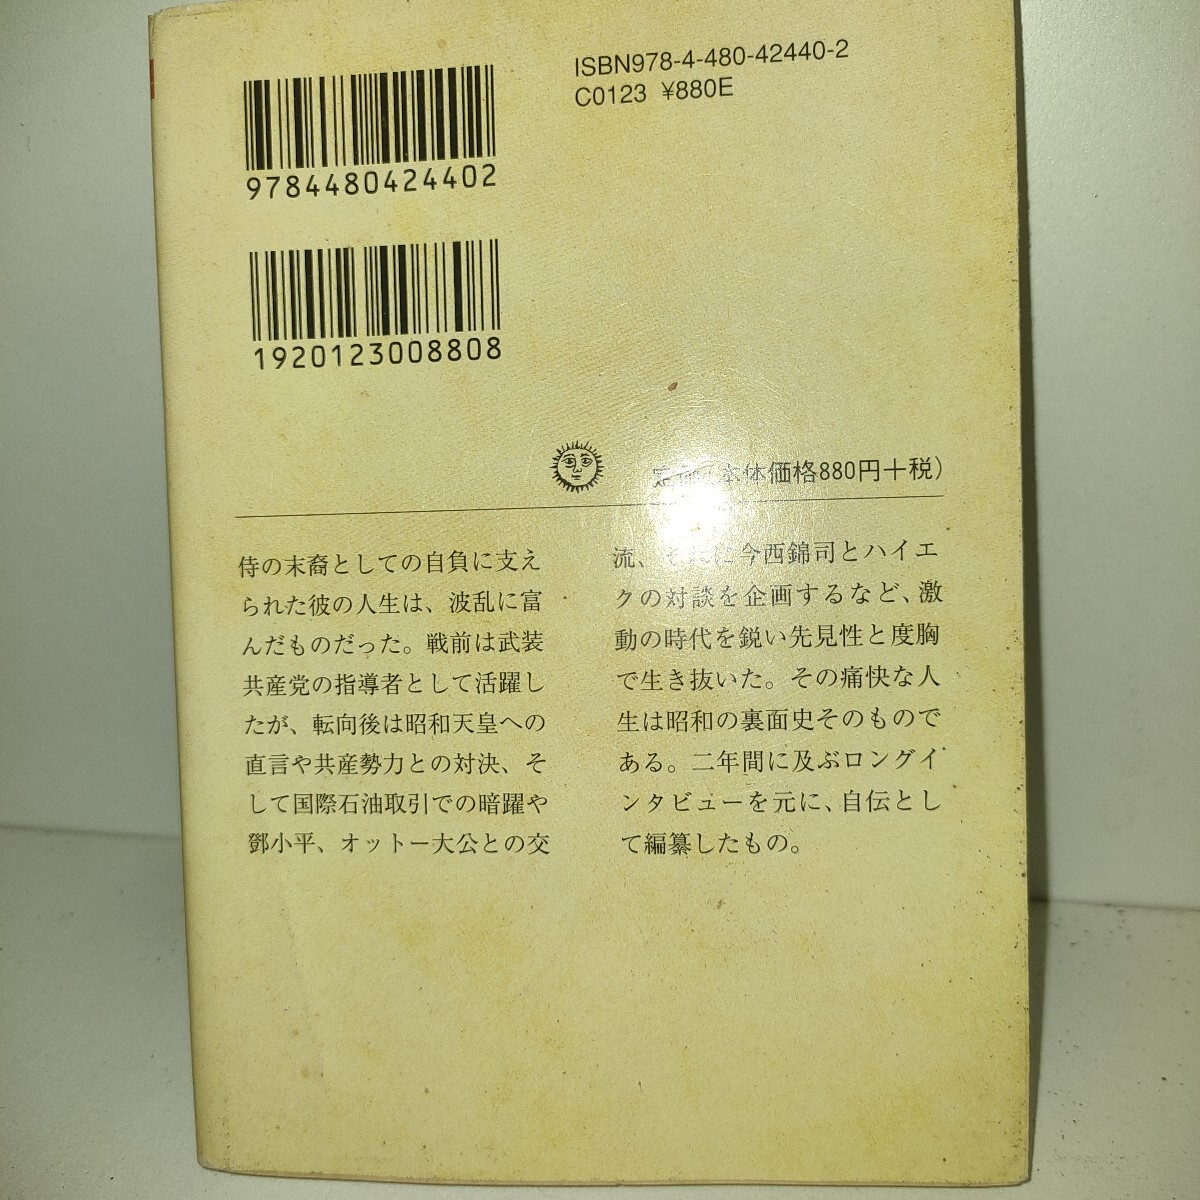 ISBN978-4-480-42440-2
C0123 ¥880E
9784480424402
1920123008808
本体価格880円+税)
侍の末裔としての自負に支え
られた彼の人生は、波乱に富
んだものだった。戦前は武装
共産党の指導者として活躍し
たが、転向後は昭和天皇への
直言や共産勢力との対決、そ
して国際石油取引での暗躍や
鄧小平、オットー大公との交
流、今西錦司とハイエ
クの対談を企画するなど、激
動の時代を鋭い先見性と度胸
で生き抜いた。その痛快な人
生は昭和の裏面史そのもので
ある。二年間に及ぶロングイ
ンタビューを元に、自伝とし
て編纂したもの。